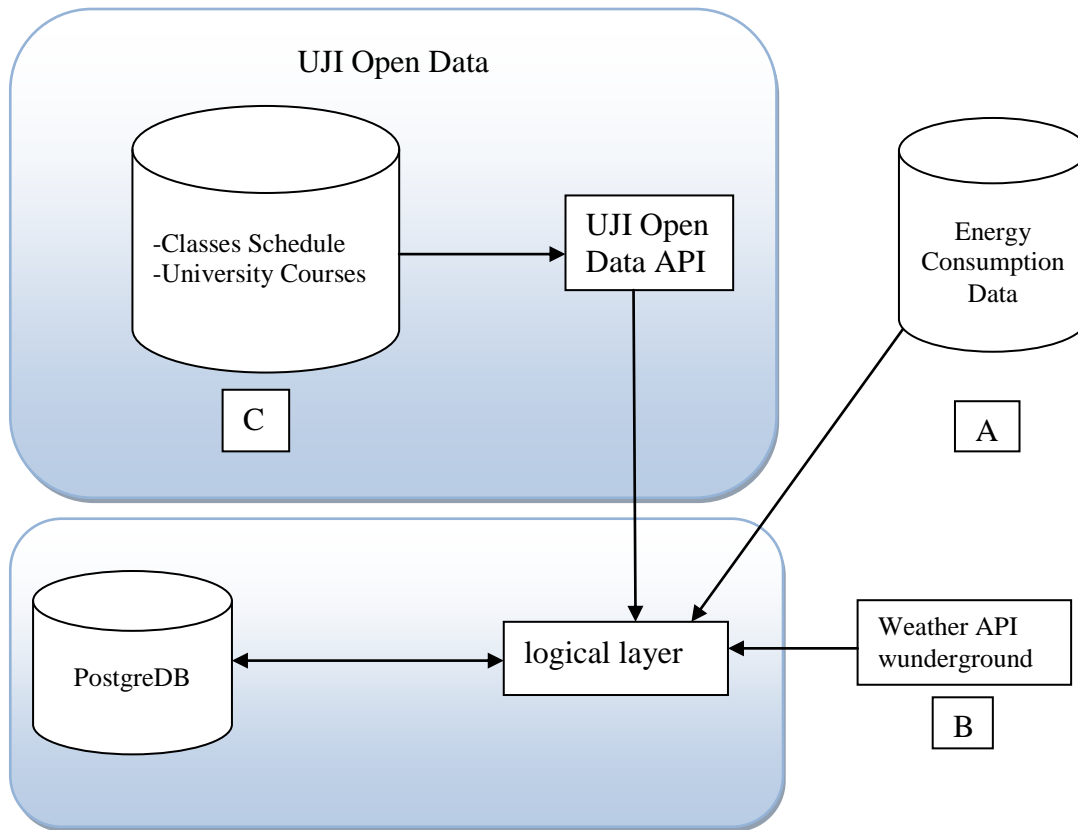 UJI Open Data
-Classes Schedule
-University Courses
C
UJI Open
Data API
Energy
Consumption
Data
A
PostgreDB
logical layer
Weather API
wunderground
B